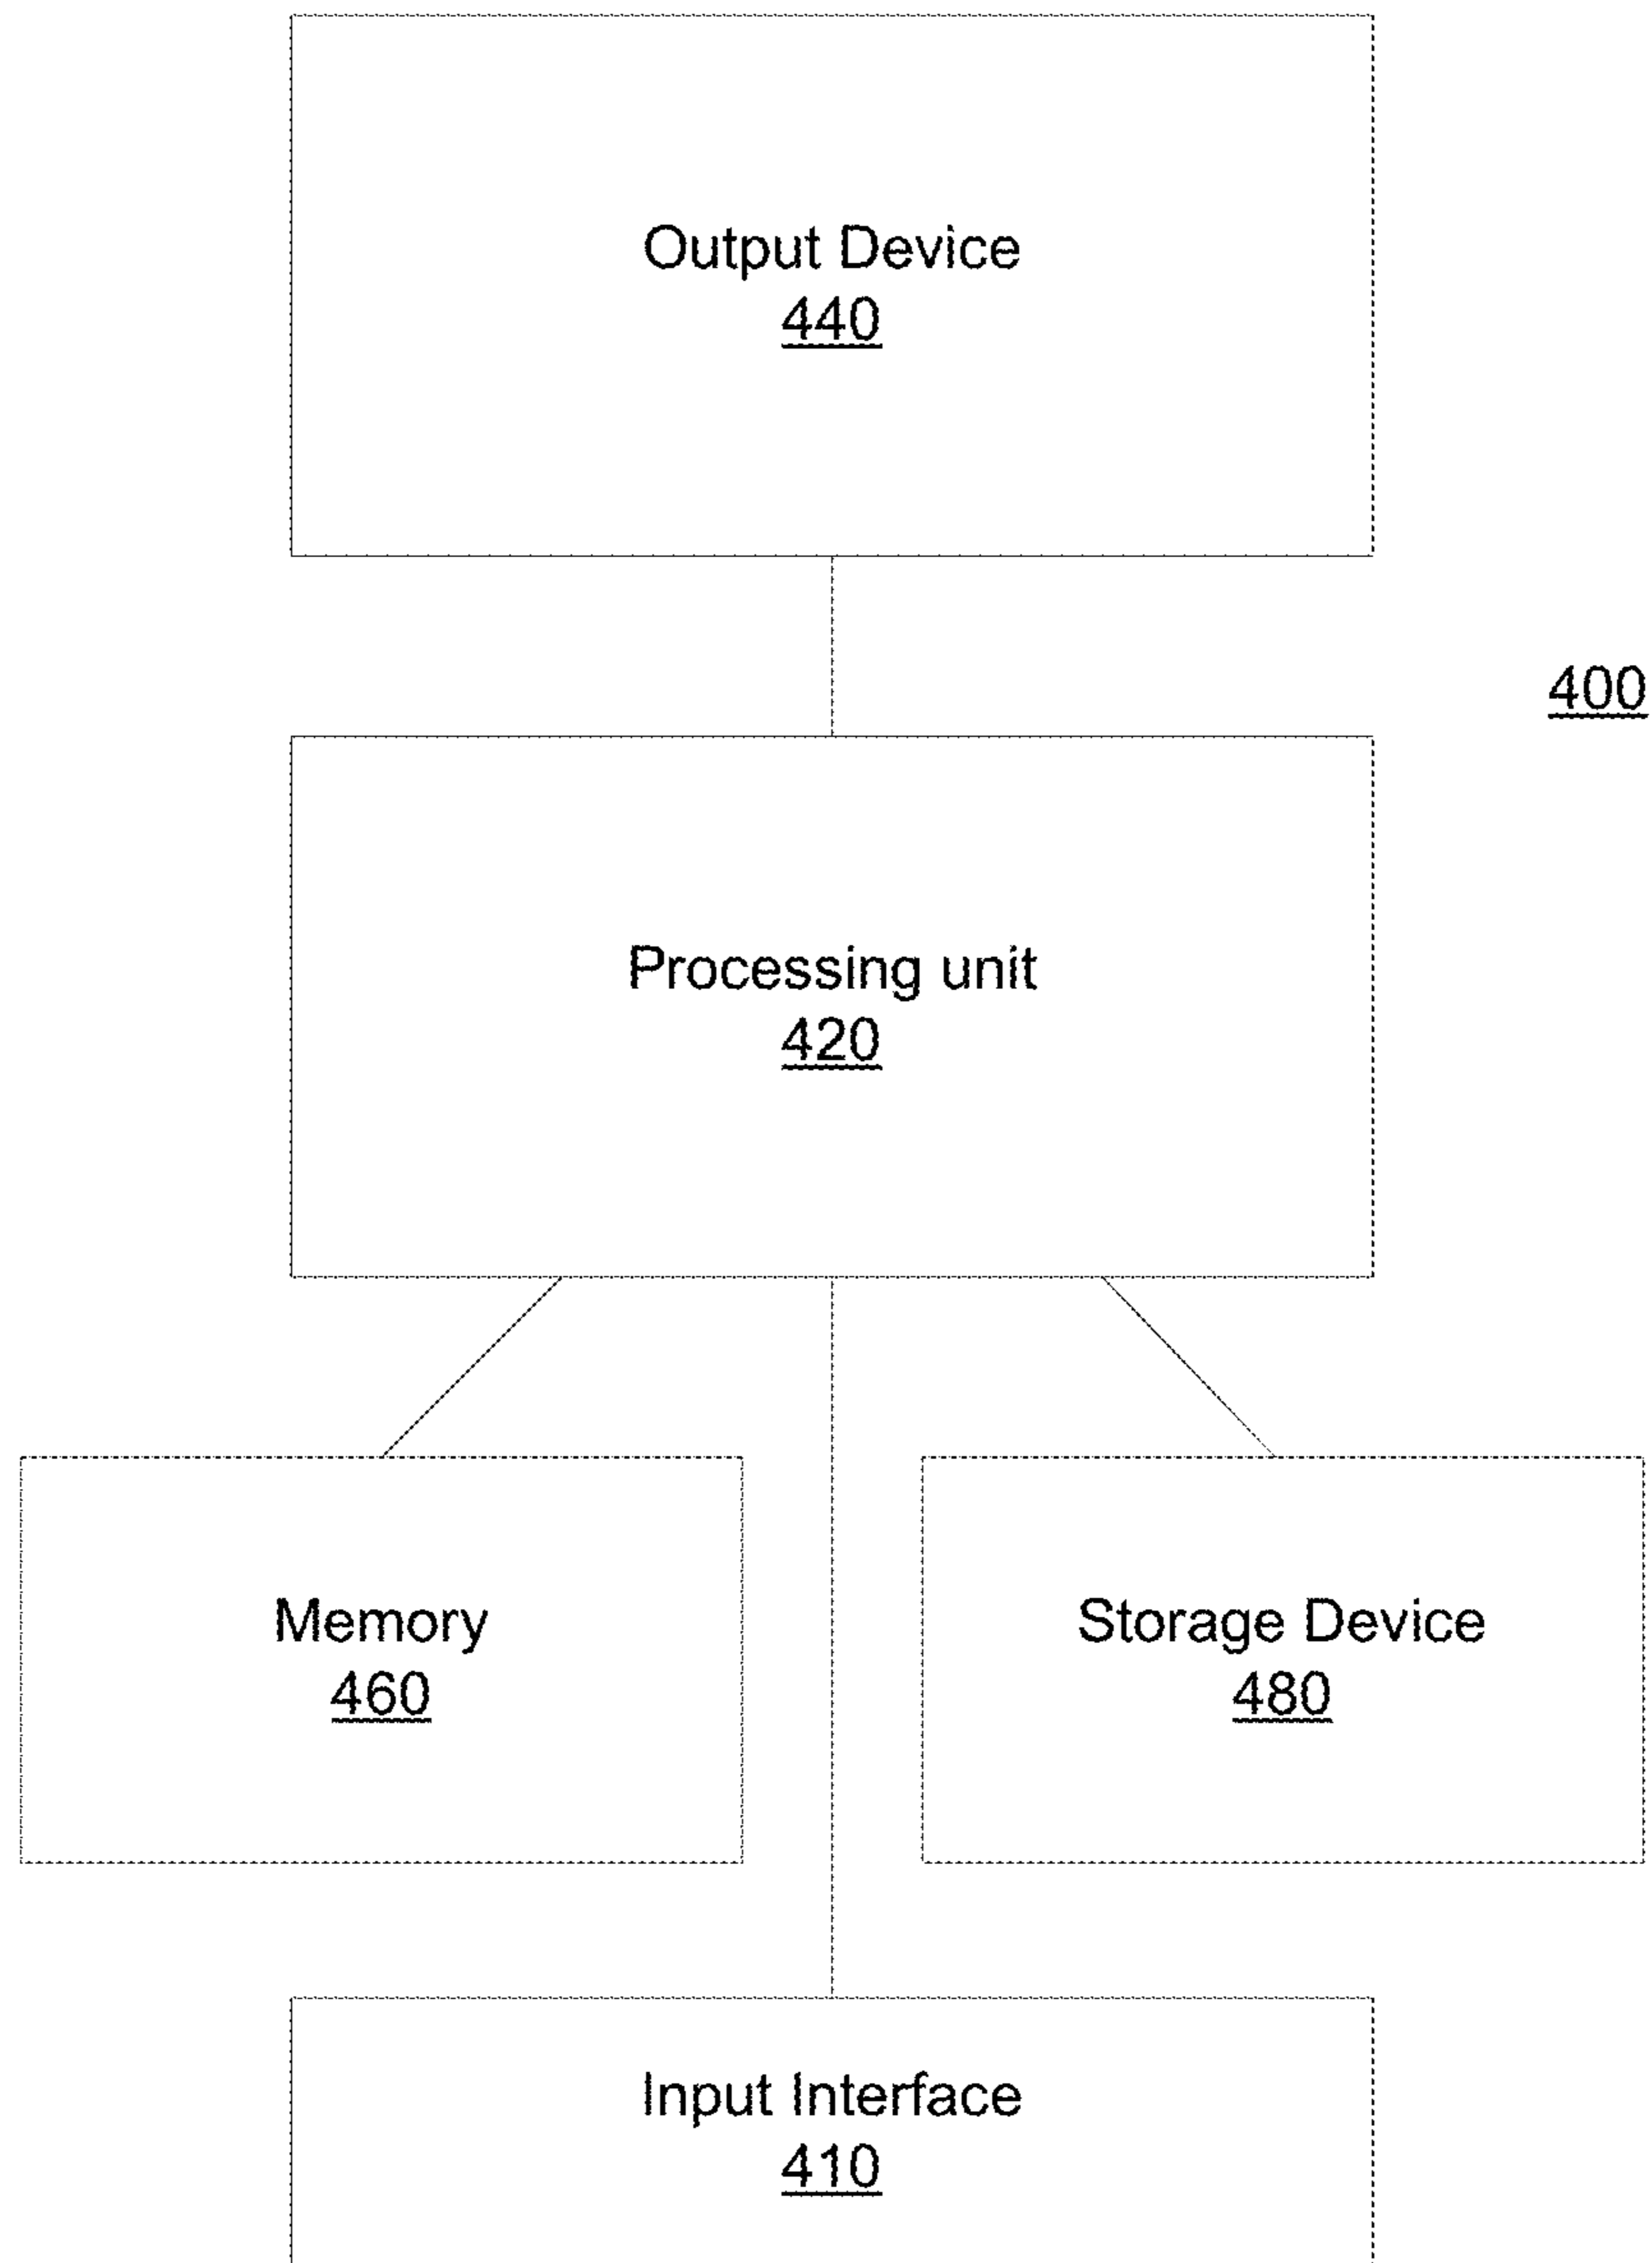 Output Device
440
400
Processing unit
420
Memory
460
Storage Device
480
Input Interface
410